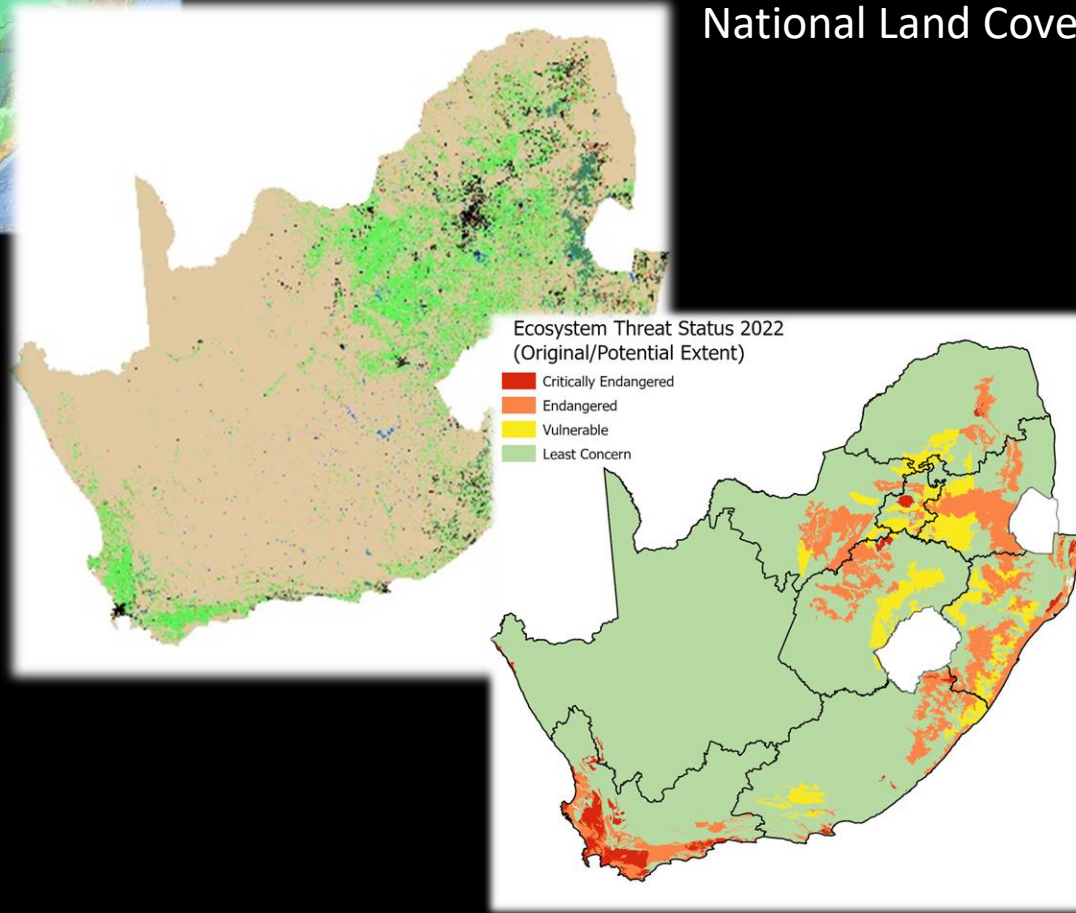 National Land Cove
Ecosystem Threat Status 2022
(Original/Potential Extent)
Critically Endangered
Endangered
Vulnerable
Least Concern